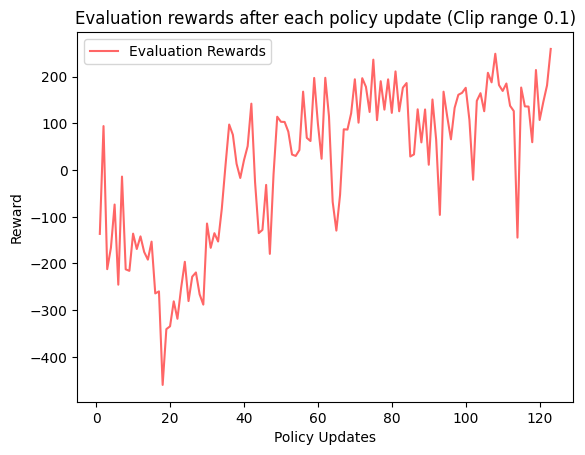 Evaluation rewards after each policy update (Clip range 0.1)
Evaluation Rewards
200
100
0
−100
−200
−300
−400
Reward
0 20 40 60 80 100 120
Policy Updates